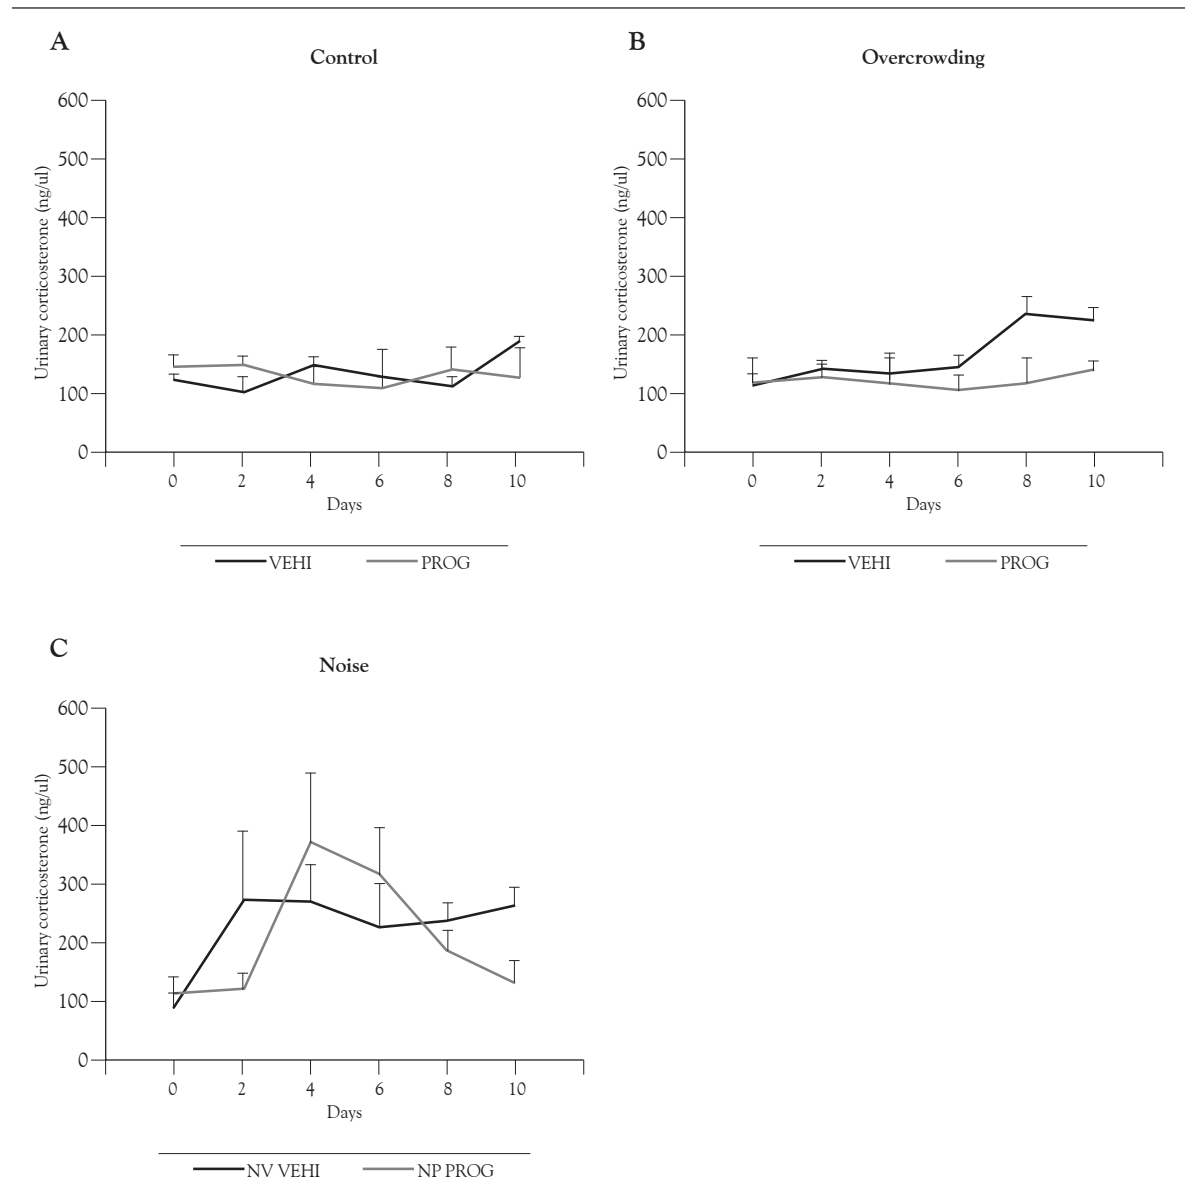 A
Control
Urinary corticosterone (ng/ul)
600
500
400
300
200
100
0
0 2 4 6 8 10
Days
VEHI PROG
B
Overcrowding
Urinary corticosterone (ng/ul)
600
500
400
300
200
100
0
0 2 4 6 8 10
Days
VEHI PROG
C
Noise
Urinary corticosterone (ng/ul)
600
500
400
300
200
100
0
0 2 4 6 8 10
Days
NV VEHI NP PROG